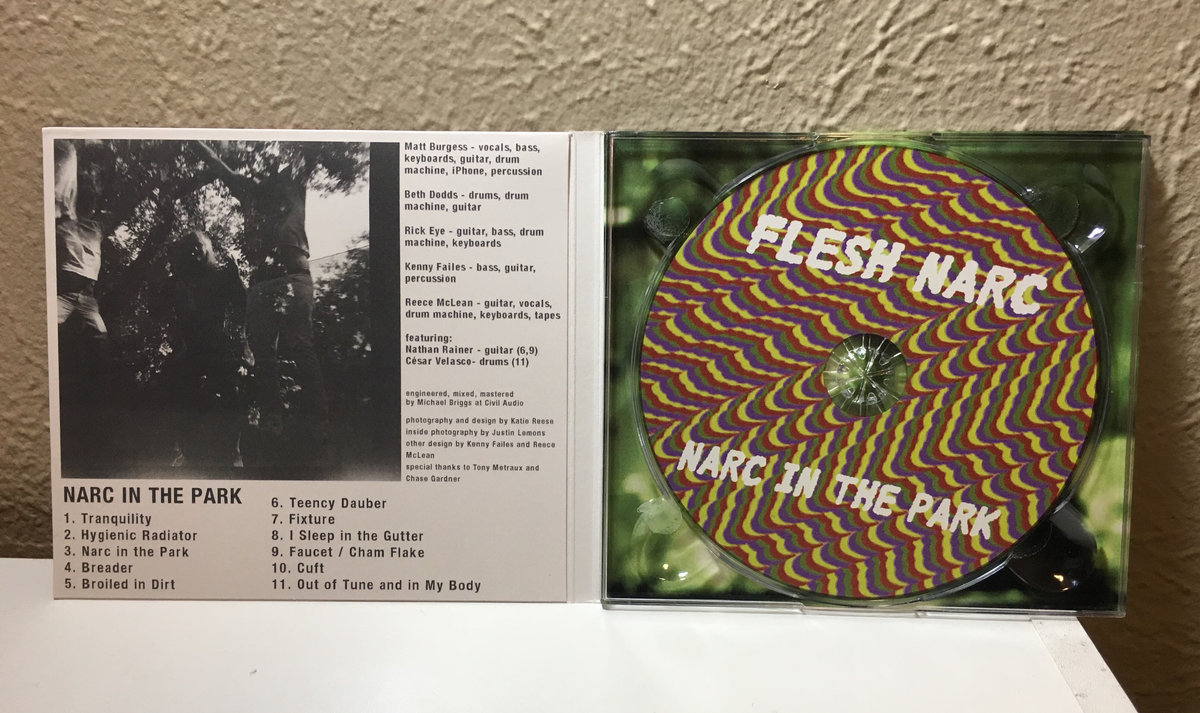 Matt Burgess - vocals, bass,
keyboards, guitar, drum
machine, iPhone, percussion
Beth Dodds - drums, drum
machine, guitar
Rick Eye - guitar, bass, drum
machine, keyboards
Kenny Failes - bass, guitar,
percussion
Reece McLean - guitar, vocals,
drum machine, keyboards, tapes
featuring:
Nathan Rainer - guitar (6,9)
César Velasco- drums (11)
engineered, mixed, mastered
by Michael Briggs at Civil Audio
photography and design by Katie Reese
inside photography by Justin Lemons
other design by Kenny Failes and Reece
McLean
special thanks to Tony Metraux and
Chase Gardner
NARC IN THE PARK
1. Tranquility
2. Hygienic Radiator
3. Narc in the Park
4. Breader
5. Broiled in Dirt
6. Teency Dauber
7. Fixture
8. I Sleep in the Gutter
9. Faucet / Cham Flake
10. Cuft
11. Out of Tune and in My Body
FLESH NARC
NARC IN THE PARK